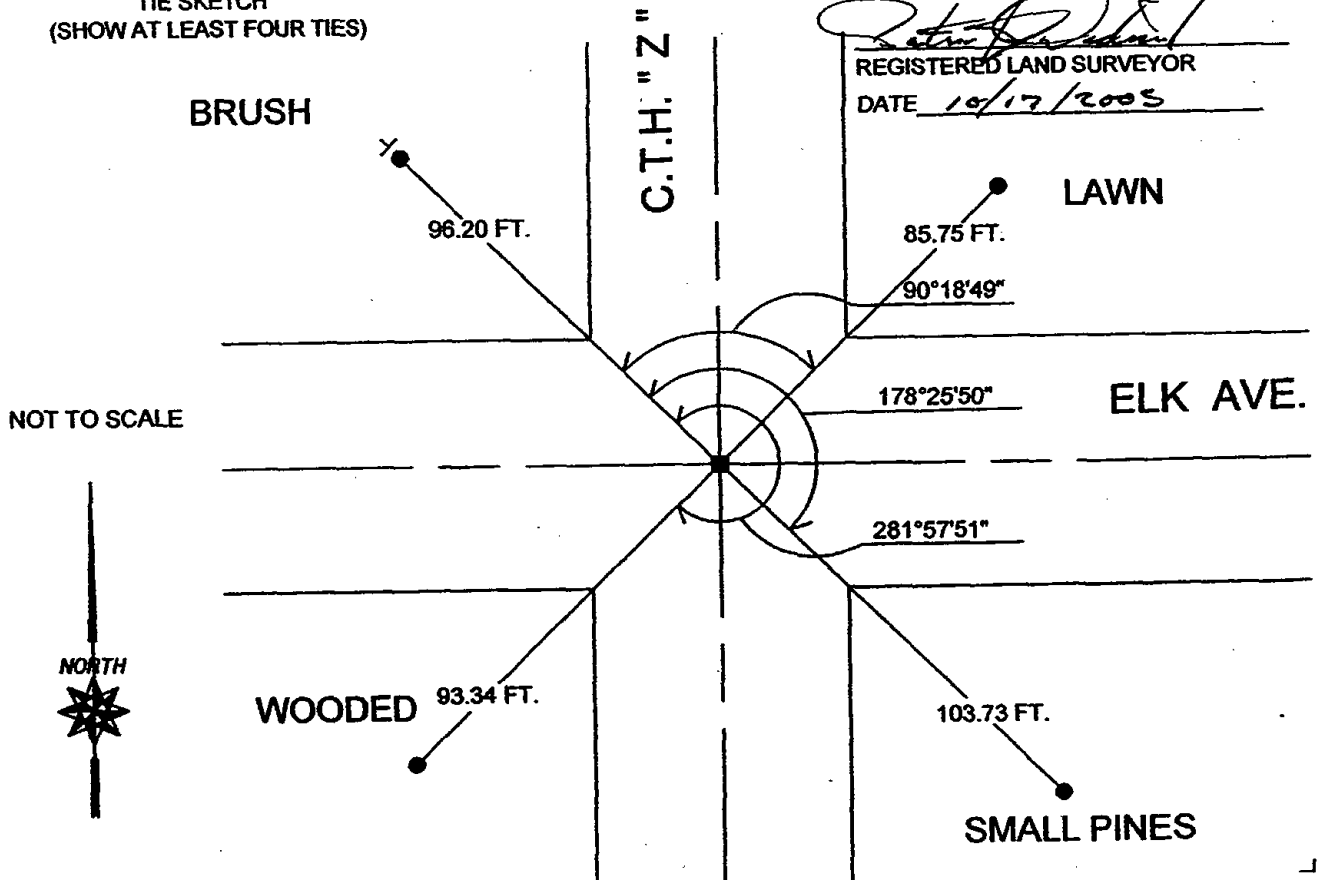 TIE SKETCH
(SHOW AT LEAST FOUR TIES)
C.T.H. "Z"
REGISTERED LAND SURVEYOR
DATE 10/17/2005
BRUSH
LAWN
96.20 FT.
85.75 FT.
90°18'49"
178°25'50"
ELK AVE.
NOT TO SCALE
281°57'51"
NORTH
WOODED
93.34 FT.
103.73 FT.
SMALL PINES